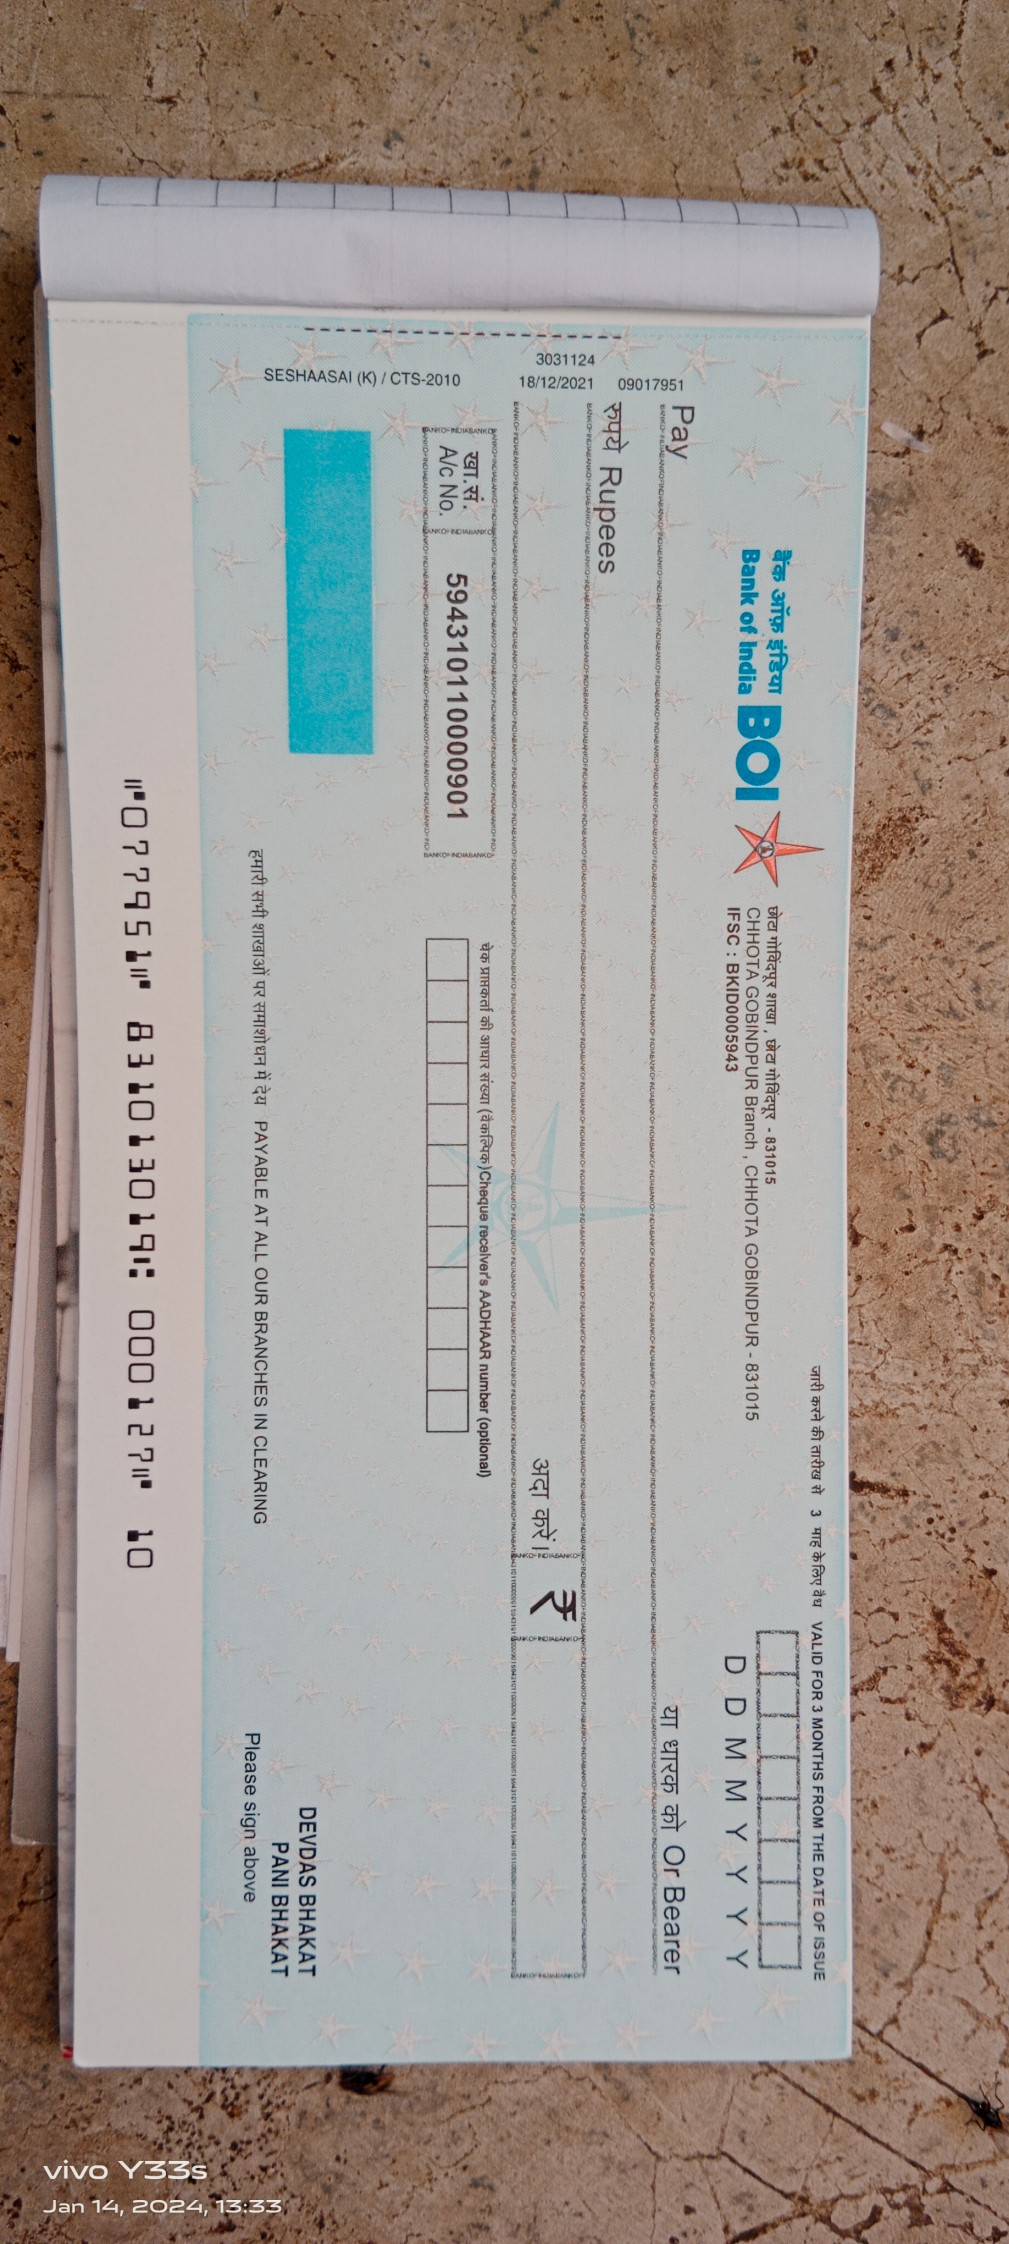 जारी करने की तारीख से 3 माह के लिए वैध VALID FOR 3 MONTHS FROM THE DATE OF ISSUE
बैंक ऑफ़ इंडिया
Bank of India
BOI
छोटा गोविंदपूर शाखा , छोटा गोविंदपूर - 831015
CHHOTA GOBINDPUR Branch , CHHOTA GOBINDPUR - 831015
IFSC : BKID0005943
D D M M Y Y Y Y
Pay
या धारक को Or Bearer
रुपये Rupees
अदा करें।
₹
3031124
18/12/2021 09017951
SESHAASAI (K) / CTS-2010
खा.सं.
A/c No.
594310110000901
चेक प्राप्तकर्ता की आधार संख्या (वैकल्पिक)Cheque receiver's AADHAAR number (optional)
DEVDAS BHAKAT
PANI BHAKAT
हमारी सभी शाखाओं पर समाशोधन में देय PAYABLE AT ALL OUR BRANCHES IN CLEARING
Please sign above
⑈077951⑈ 831013019⑆ 000127⑈ 10
vivo Y33s
Jan 14, 2024, 13:33